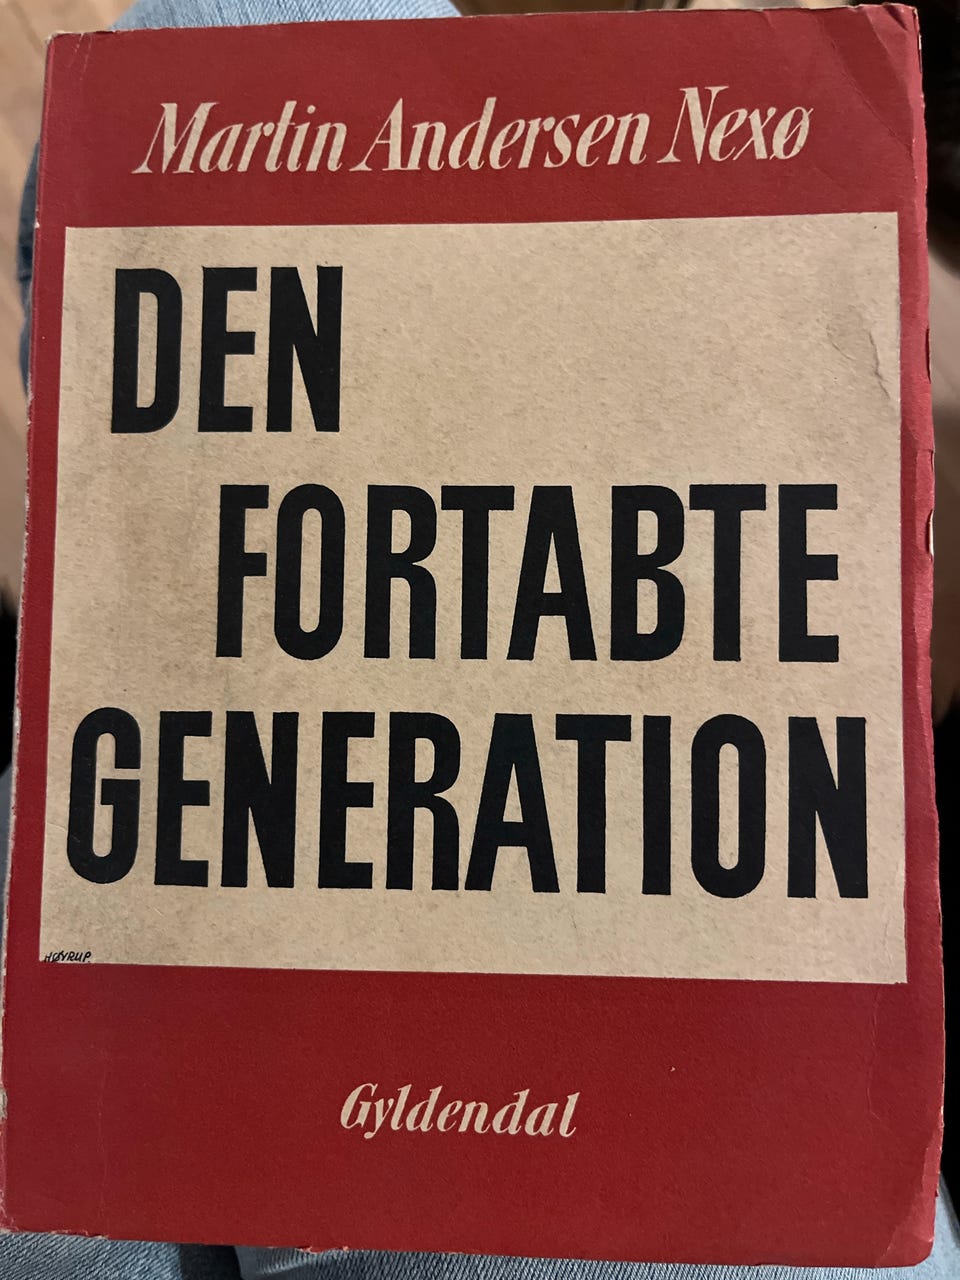 Martin Andersen Nexø
DEN
FORTABTE
GENERATION
HØYRUP.
Gyldendal